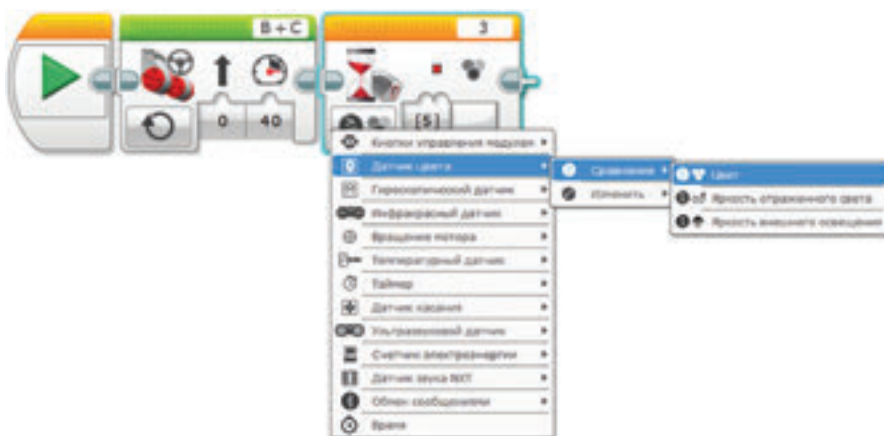 B+C
3
0 40 [5]
Кнопки управления модулем
Датчик цвета
Сравнение
Цвет
Гироскопический датчик
Изменить
Яркость отраженного света
Инфракрасный датчик
Яркость внешнего освещения
Вращение мотора
Температурный датчик
Таймер
Датчик касания
Ультразвуковой датчик
Счетчик электроэнергии
Датчик звука NXT
Обмен сообщениями
Время